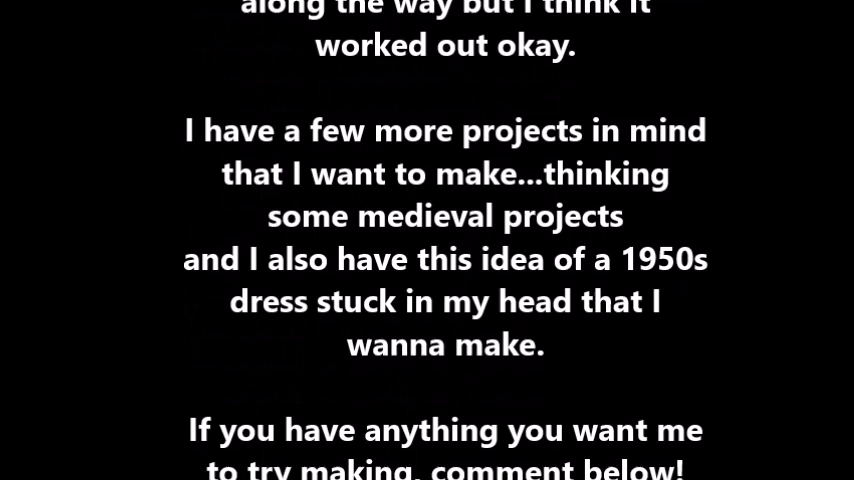 along the way but I think it
worked out okay.
I have a few more projects in mind
that I want to make...thinking
some medieval projects
and I also have this idea of a 1950s
dress stuck in my head that I
wanna make.
If you have anything you want me
to try making, comment below!